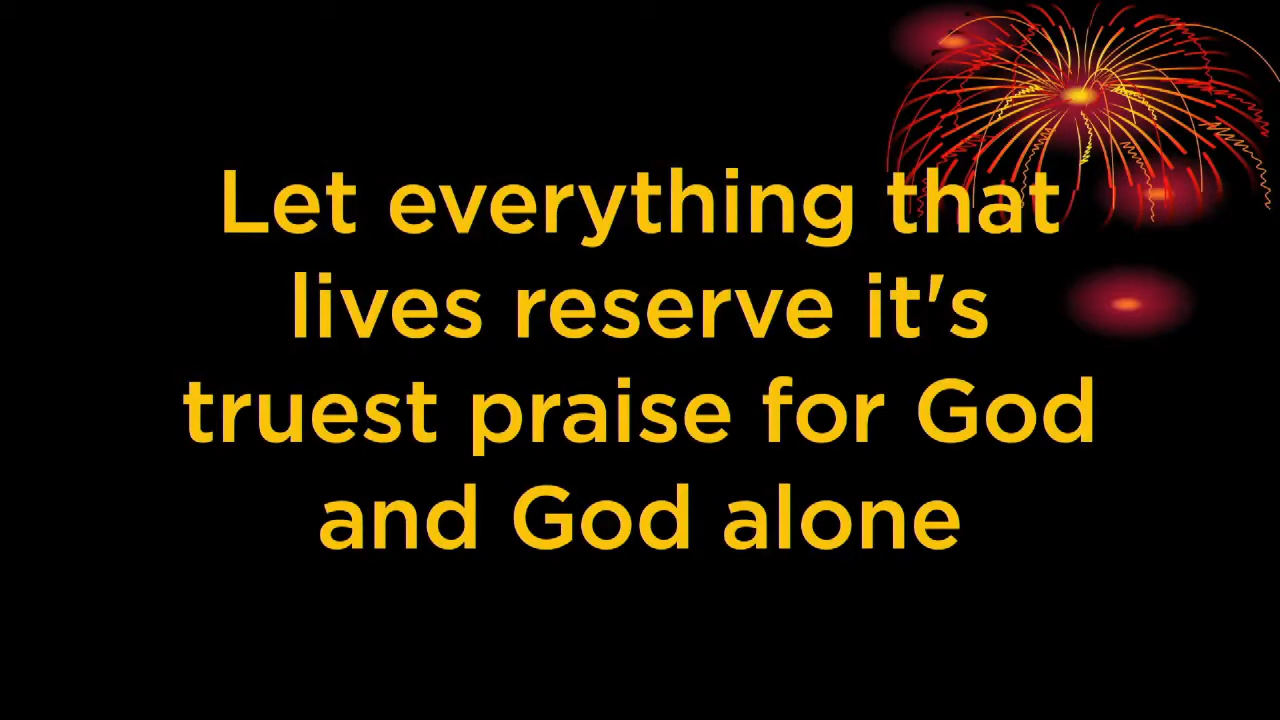 Let everything that
lives reserve it's
truest praise for God
and God alone